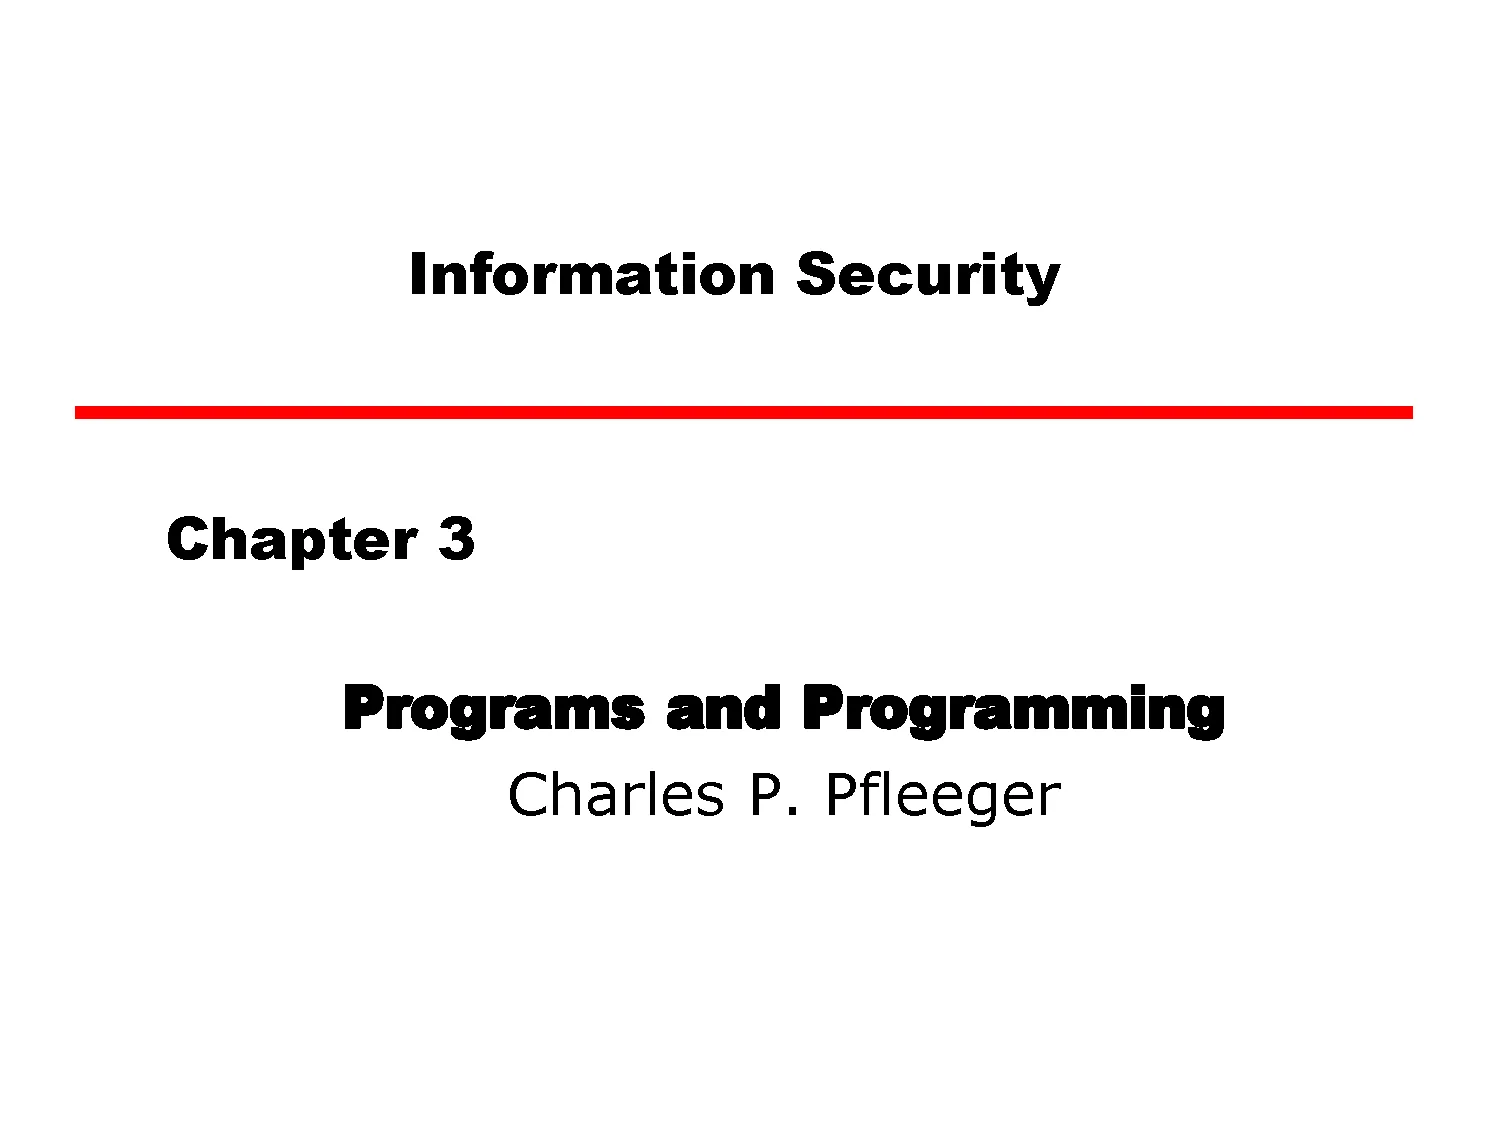 Information Security
Chapter 3
Programs and Programming
Charles P. Pfleeger